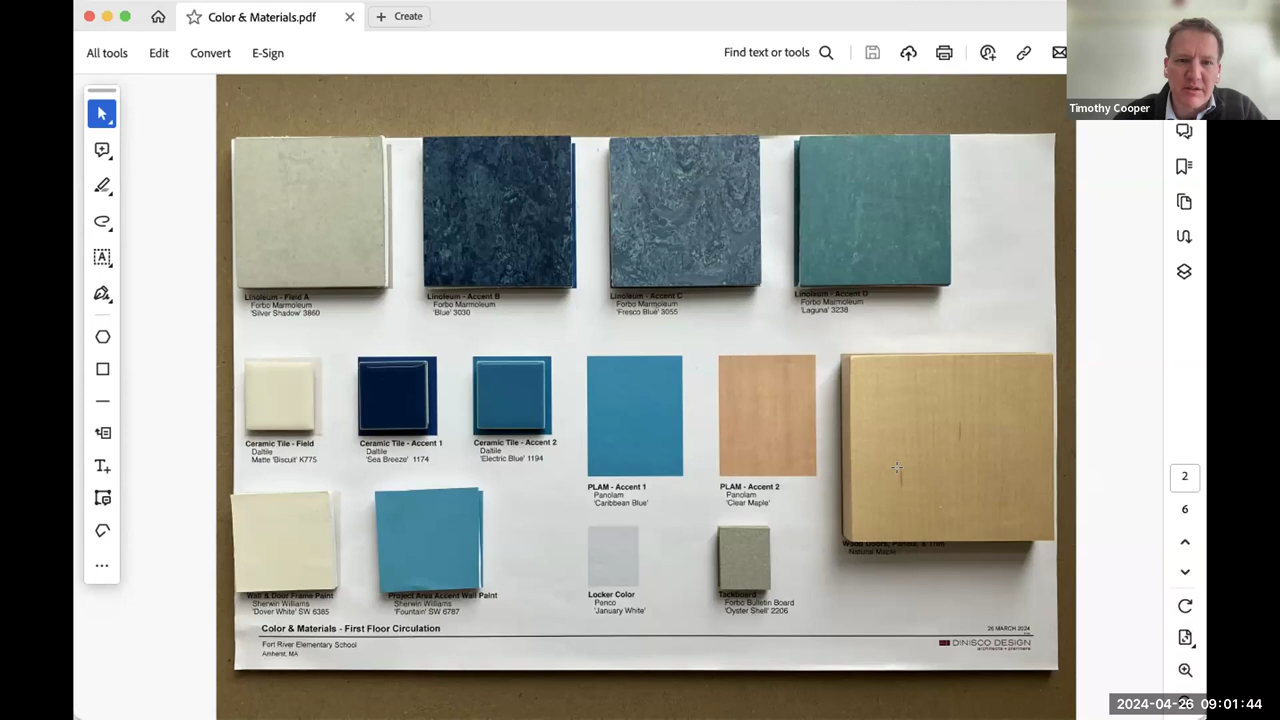 Color & Materials.pdf
Create
All tools
Edit
Convert
E-Sign
Find text or tools
Timothy Cooper
Linoleum - Field A
Forbo Marmoleum
'Silver Shadow' 3860
Linoleum - Accent B
Forbo Marmoleum
'Blue' 3030
Linoleum - Accent C
Forbo Marmoleum
'Fresco Blue' 3055
Linoleum - Accent D
Forbo Marmoleum
'Laguna' 3238
Ceramic Tile - Field
Daltile
Matte 'Biscuit' K775
Ceramic Tile - Accent 1
Daltile
'Sea Breeze' 1174
Ceramic Tile - Accent 2
Daltile
'Electric Blue' 1194
PLAM - Accent 1
Panolam
'Caribbean Blue'
PLAM - Accent 2
Panolam
'Clear Maple'
Wood Doors, Panels, & Trim
Natural Maple
Wall & Door Frame Paint
Sherwin Williams
'Dover White' SW 6385
Project Area Accent Wall Paint
Sherwin Williams
'Fountain' SW 6787
Locker Color
Penco
'January White'
Tackboard
Forbo Bulletin Board
'Oyster Shell' 2206
Color & Materials - First Floor Circulation
26 MARCH 2024
Fort River Elementary School
Amherst, MA
DINISCO DESIGN
architects + planners
2
6
2024-04-26 09:01:44